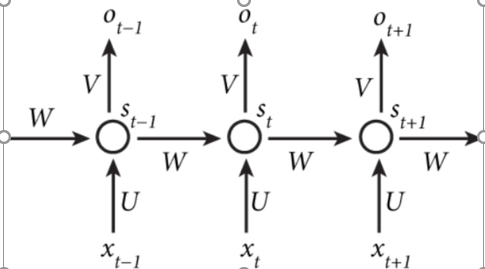 o_{t-1} o_t o_{t+1}
V V V
W s_{t-1} s_t s_{t+1}
W W W
U U U
x_{t-1} x_t x_{t+1}